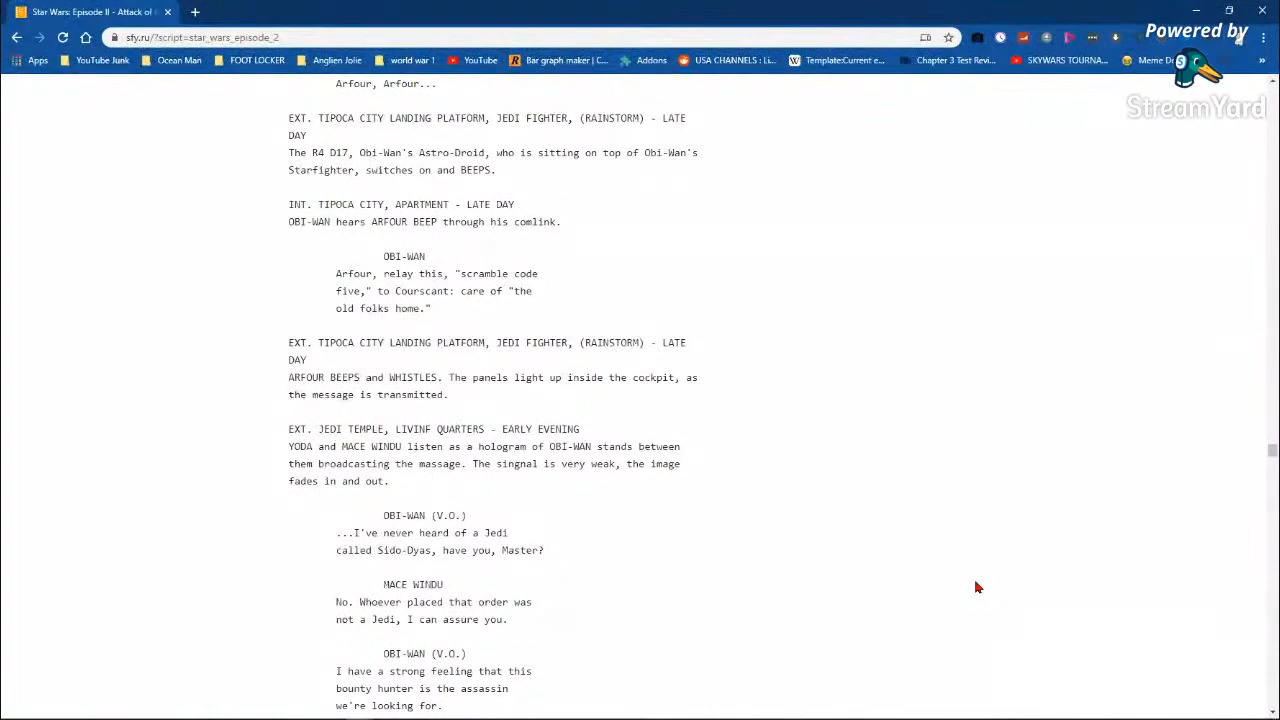 Star Wars: Episode II - Attack of
sfy.ru/?script=star_wars_episode_2
Powered by
Apps
YouTube Junk
Ocean Man
FOOT LOCKER
Anglien Jolie
world war 1
YouTube
Bar graph maker | C...
Addons
USA CHANNELS : Li...
Template:Current e...
Chapter 3 Test Revi...
SKYWARS TOURNA...
Meme De
StreamYard
Arfour, Arfour...
EXT. TIPOCA CITY LANDING PLATFORM, JEDI FIGHTER, (RAINSTORM) - LATE
DAY
The R4 D17, Obi-Wan's Astro-Droid, who is sitting on top of Obi-Wan's
Starfighter, switches on and BEEPS.
INT. TIPOCA CITY, APARTMENT - LATE DAY
OBI-WAN hears ARFOUR BEEP through his comlink.
OBI-WAN
Arfour, relay this, "scramble code
five," to Courscant: care of "the
old folks home."
EXT. TIPOCA CITY LANDING PLATFORM, JEDI FIGHTER, (RAINSTORM) - LATE
DAY
ARFOUR BEEPS and WHISTLES. The panels light up inside the cockpit, as
the message is transmitted.
EXT. JEDI TEMPLE, LIVINF QUARTERS - EARLY EVENING
YODA and MACE WINDU listen as a hologram of OBI-WAN stands between
them broadcasting the massage. The singnal is very weak, the image
fades in and out.
OBI-WAN (V.O.)
...I've never heard of a Jedi
called Sido-Dyas, have you, Master?
MACE WINDU
No. Whoever placed that order was
not a Jedi, I can assure you.
OBI-WAN (V.O.)
I have a strong feeling that this
bounty hunter is the assassin
we're looking for.